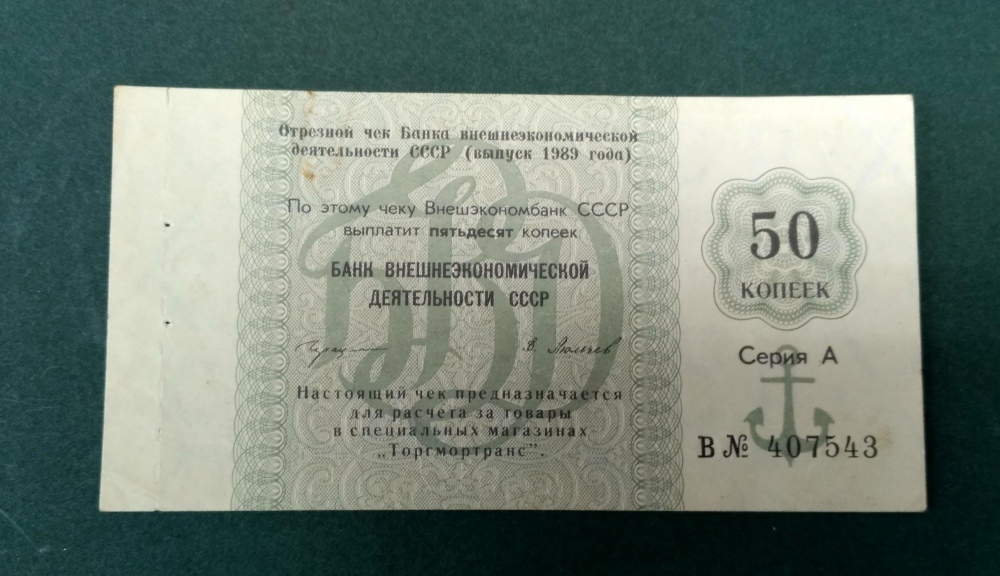 Отрезной чек Банка внешнеэкономической
деятельности СССР (выпуск 1989 года)
По этому чеку Внешэкономбанк СССР
выплатит пятьдесят копеек
БАНК ВНЕШНЕЭКОНОМИЧЕСКОЙ
ДЕЯТЕЛЬНОСТИ СССР
Настоящий чек предназначается
для расчета за товары
в специальных магазинах
„Торгмортранс".
50
КОПЕЕК
Серия А
В № 407543